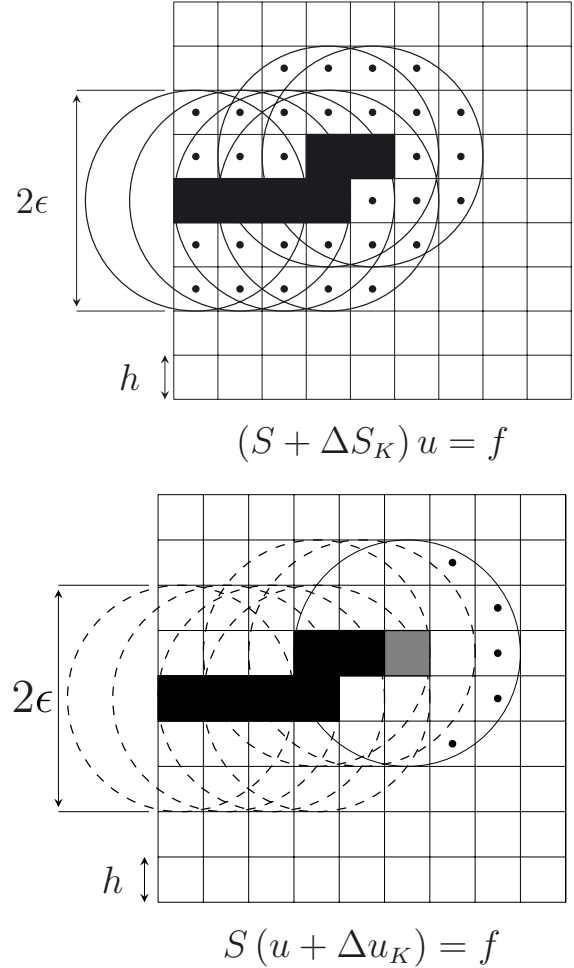 2ϵ
h
(S + ΔS_K) u = f
2ϵ
h
S (u + Δu_K) = f